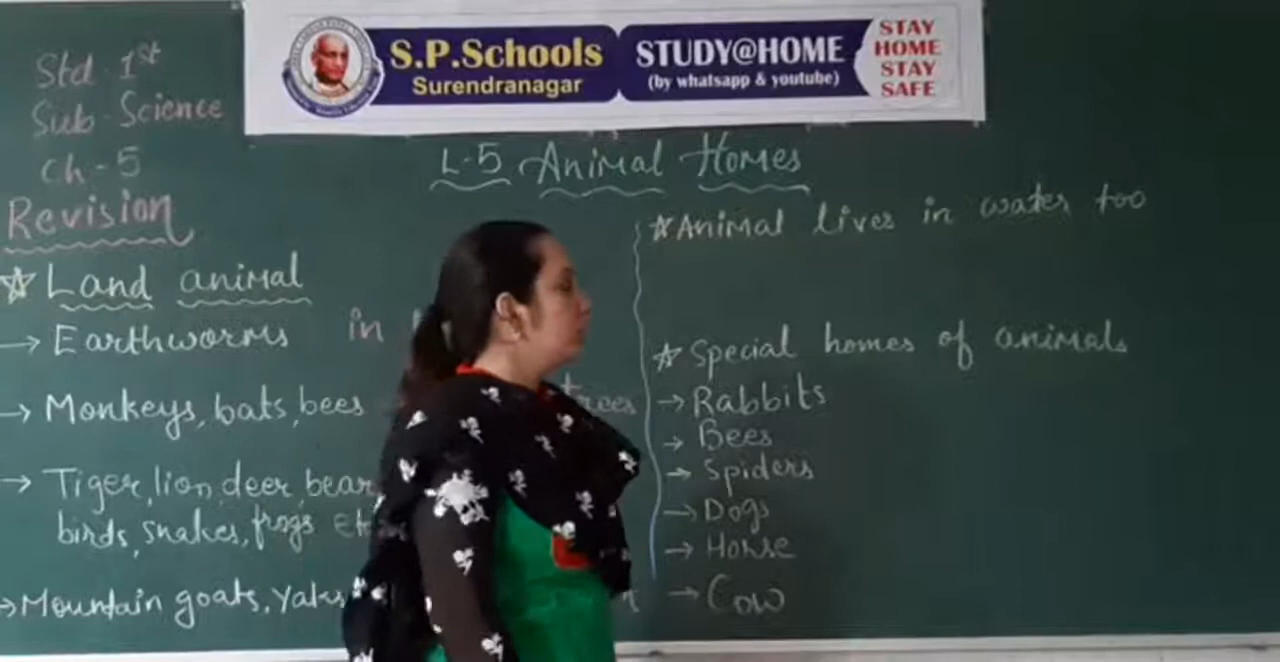 S.P.Schools
Surendranagar
STUDY@HOME
(by whatsapp & youtube)
STAY
HOME
STAY
SAFE
Std. 1st
Sub. Science
Ch-5
Revision
L-5 Animal Homes
☆ Land animal
→ Earthworms in
→ Monkeys, bats, bees trees
→ Tiger, lion, deer, bear,
birds, snakes, frogs etc
→ Mountain goats, Yaks
☆ Animal lives in water too
☆ Special homes of animals
→ Rabbits
→ Bees
→ Spiders
→ Dogs
→ Horse
→ Cow